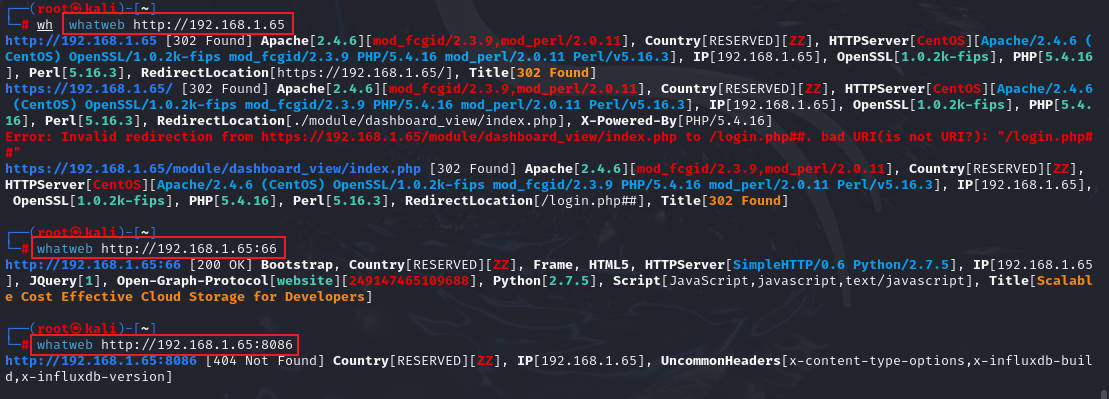 ┌──(root㉿kali)-[~]
└─# wh whatweb http://192.168.1.65
http://192.168.1.65 [302 Found] Apache[2.4.6][mod_fcgid/2.3.9,mod_perl/2.0.11], Country[RESERVED][ZZ], HTTPServer[CentOS][Apache/2.4.6 (
CentOS) OpenSSL/1.0.2k-fips mod_fcgid/2.3.9 PHP/5.4.16 mod_perl/2.0.11 Perl/v5.16.3], IP[192.168.1.65], OpenSSL[1.0.2k-fips], PHP[5.4.16
], Perl[5.16.3], RedirectLocation[https://192.168.1.65/], Title[302 Found]
https://192.168.1.65/ [302 Found] Apache[2.4.6][mod_fcgid/2.3.9,mod_perl/2.0.11], Country[RESERVED][ZZ], HTTPServer[CentOS][Apache/2.4.6
(CentOS) OpenSSL/1.0.2k-fips mod_fcgid/2.3.9 PHP/5.4.16 mod_perl/2.0.11 Perl/v5.16.3], IP[192.168.1.65], OpenSSL[1.0.2k-fips], PHP[5.4.
16], Perl[5.16.3], RedirectLocation[./module/dashboard_view/index.php], X-Powered-By[PHP/5.4.16]
Error: Invalid redirection from https://192.168.1.65/module/dashboard_view/index.php to /login.php##. bad URI(is not URI?): "/login.php#
#"
https://192.168.1.65/module/dashboard_view/index.php [302 Found] Apache[2.4.6][mod_fcgid/2.3.9,mod_perl/2.0.11], Country[RESERVED][ZZ],
HTTPServer[CentOS][Apache/2.4.6 (CentOS) OpenSSL/1.0.2k-fips mod_fcgid/2.3.9 PHP/5.4.16 mod_perl/2.0.11 Perl/v5.16.3], IP[192.168.1.65],
OpenSSL[1.0.2k-fips], PHP[5.4.16], Perl[5.16.3], RedirectLocation[/login.php##], Title[302 Found]
┌──(root㉿kali)-[~]
└─# whatweb http://192.168.1.65:66
http://192.168.1.65:66 [200 OK] Bootstrap, Country[RESERVED][ZZ], Frame, HTML5, HTTPServer[SimpleHTTP/0.6 Python/2.7.5], IP[192.168.1.65
], JQuery[1], Open-Graph-Protocol[website][249147465109688], Python[2.7.5], Script[JavaScript,javascript,text/javascript], Title[Scalabl
e Cost Effective Cloud Storage for Developers]
┌──(root㉿kali)-[~]
└─# whatweb http://192.168.1.65:8086
http://192.168.1.65:8086 [404 Not Found] Country[RESERVED][ZZ], IP[192.168.1.65], UncommonHeaders[x-content-type-options,x-influxdb-buil
d,x-influxdb-version]